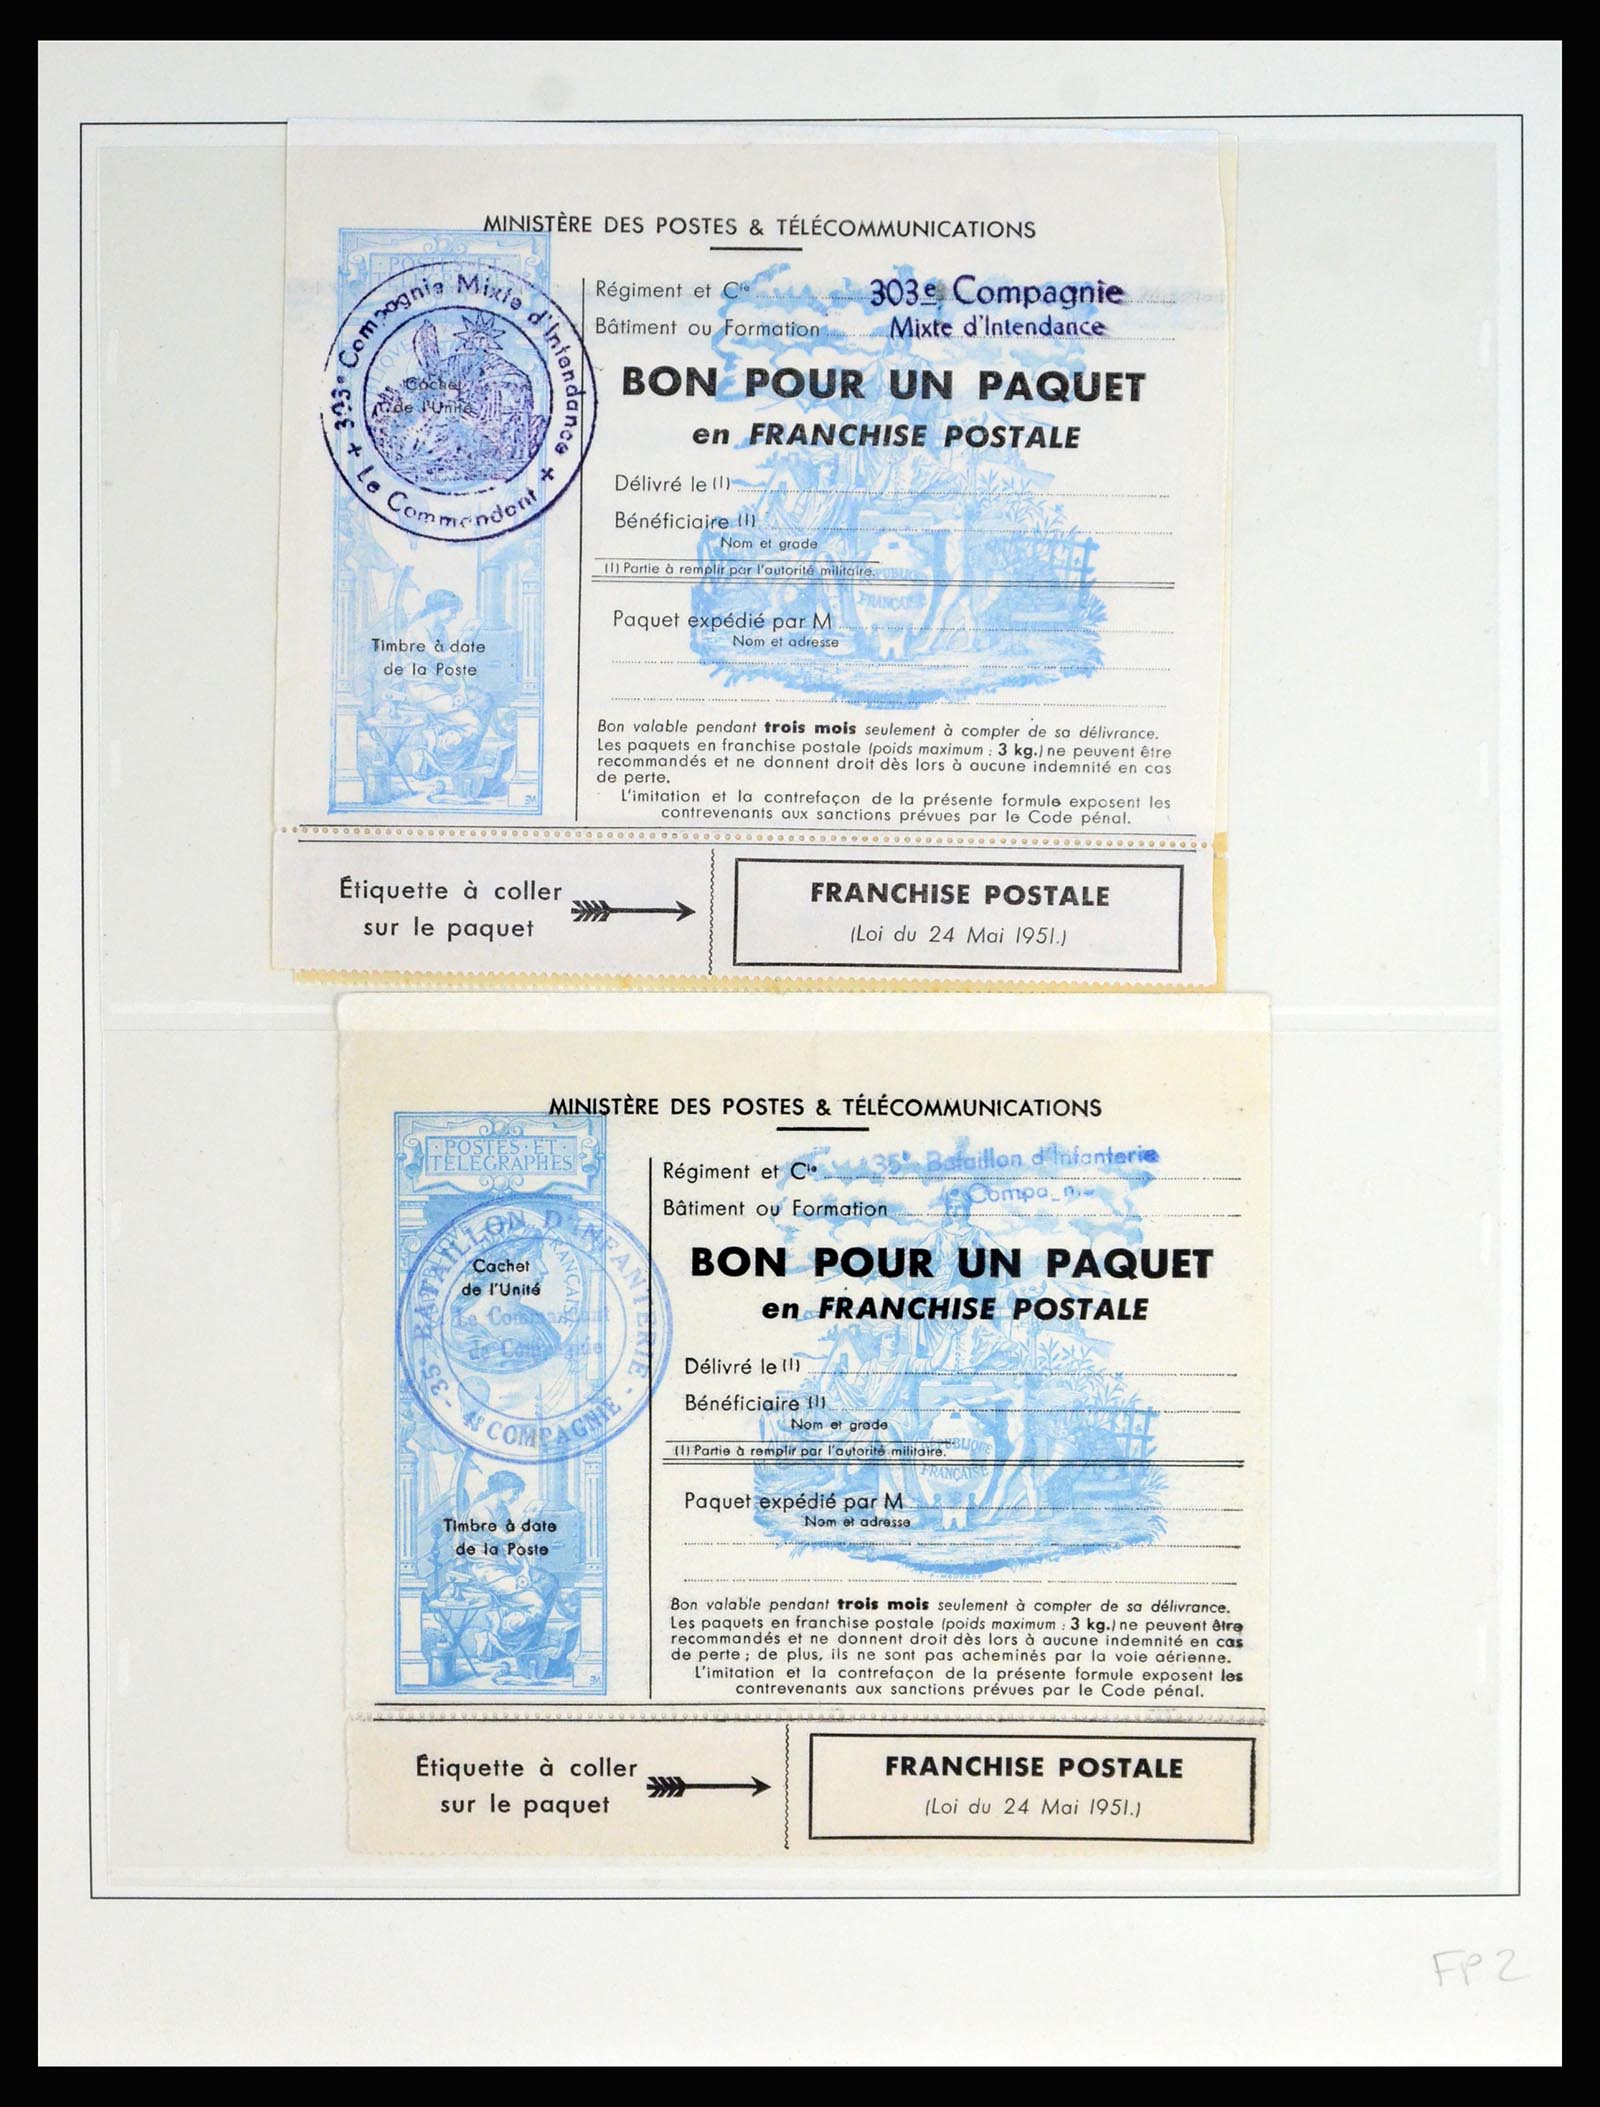 MINISTÈRE DES POSTES & TÉLÉCOMMUNICATIONS
POSTES ET
303e Compagnie Mixte d'Intendance
+ Le Commandant +
Cachet
de l'Unité
Régiment et Cie 303e Compagnie
Bâtiment ou Formation Mixte d'Intendance
BON POUR UN PAQUET
en FRANCHISE POSTALE
Délivré le (1)
Bénéficiaire (1)
Nom et grade
(1) Partie à remplir par l'autorité militaire.
RÉPUBLIQUE
FRANÇAISE
Paquet expédié par M
Nom et adresse
Timbre à date
de la Poste
Bon valable pendant trois mois seulement à compter de sa délivrance.
Les paquets en franchise postale (poids maximum : 3 kg.) ne peuvent être
recommandés et ne donnent droit dès lors à aucune indemnité en cas
de perte.
L'imitation et la contrefaçon de la présente formule exposent les
contrevenants aux sanctions prévues par le Code pénal.
Étiquette à coller
sur le paquet
FRANCHISE POSTALE
(Loi du 24 Mai 1951.)
MINISTÈRE DES POSTES & TÉLÉCOMMUNICATIONS
POSTES · ET
TÉLÉGRAPHES
35e BATAILLON D'INFANTERIE
4e COMPAGNIE
Cachet
de l'Unité
Le Commandant
de Compagnie
Régiment et Cie 35e Bataillon d'Infanterie
Bâtiment ou Formation
BON POUR UN PAQUET
en FRANCHISE POSTALE
Délivré le (1)
Bénéficiaire (1)
Nom et grade
(1) Partie à remplir par l'autorité militaire.
RÉPUBLIQUE
FRANÇAISE
Paquet expédié par M
Nom et adresse
Timbre à date
de la Poste
Bon valable pendant trois mois seulement à compter de sa délivrance.
Les paquets en franchise postale (poids maximum : 3 kg.) ne peuvent être
recommandés et ne donnent droit dès lors à aucune indemnité en cas
de perte ; de plus, ils ne sont pas acheminés par la voie aérienne.
L'imitation et la contrefaçon de la présente formule exposent les
contrevenants aux sanctions prévues par le Code pénal.
Étiquette à coller
sur le paquet
FRANCHISE POSTALE
(Loi du 24 Mai 1951.)
FP 2